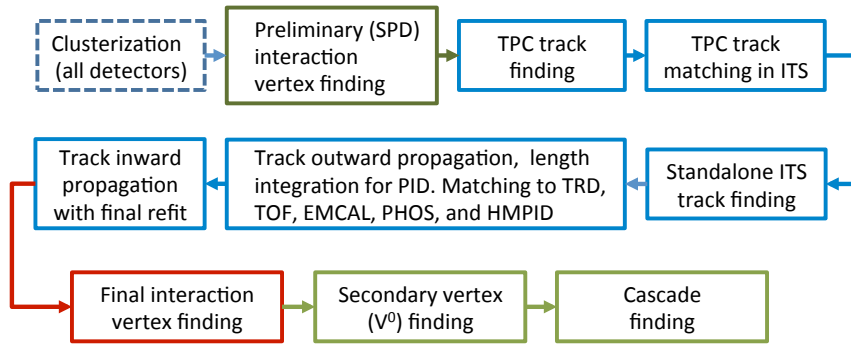 Clusterization
(all detectors)
Preliminary (SPD)
interaction
vertex finding
TPC track
finding
TPC track
matching in ITS
Standalone ITS
track finding
Track outward propagation, length
integration for PID. Matching to TRD,
TOF, EMCAL, PHOS, and HMPID
Track inward
propagation
with final refit
Final interaction
vertex finding
Secondary vertex
(V⁰) finding
Cascade
finding